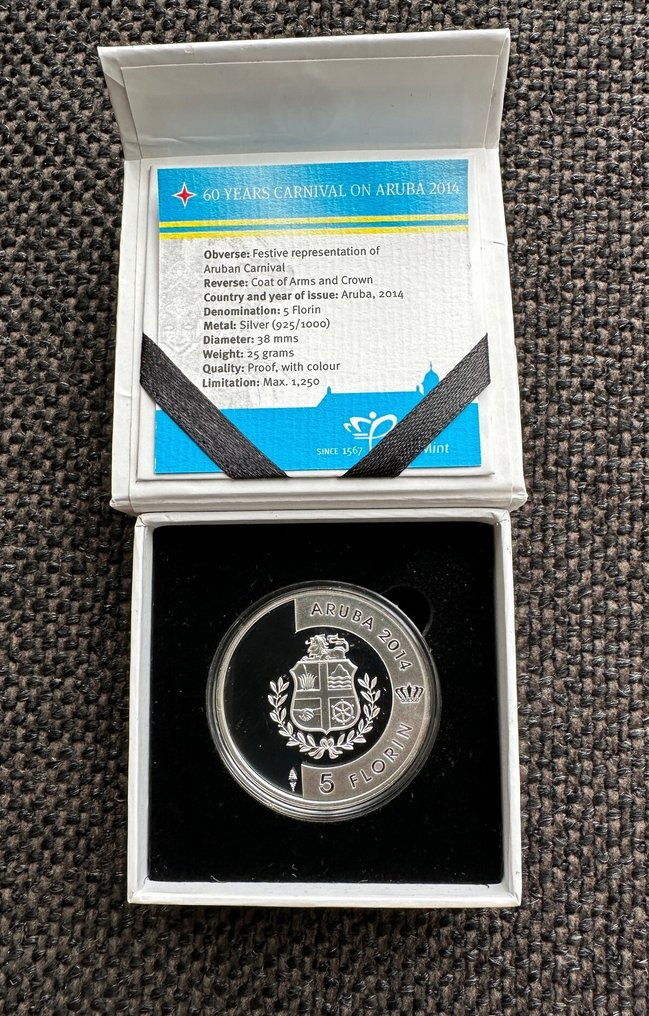 60 YEARS CARNIVAL ON ARUBA 2014
Obverse: Festive representation of
Aruban Carnival
Reverse: Coat of Arms and Crown
Country and year of issue: Aruba, 2014
Denomination: 5 Florin
Metal: Silver (925/1000)
Diameter: 38 mms
Weight: 25 grams
Quality: Proof, with colour
Limitation: Max. 1,250
SINCE 1567 Mint
ARUBA 2014
5 FLORIN